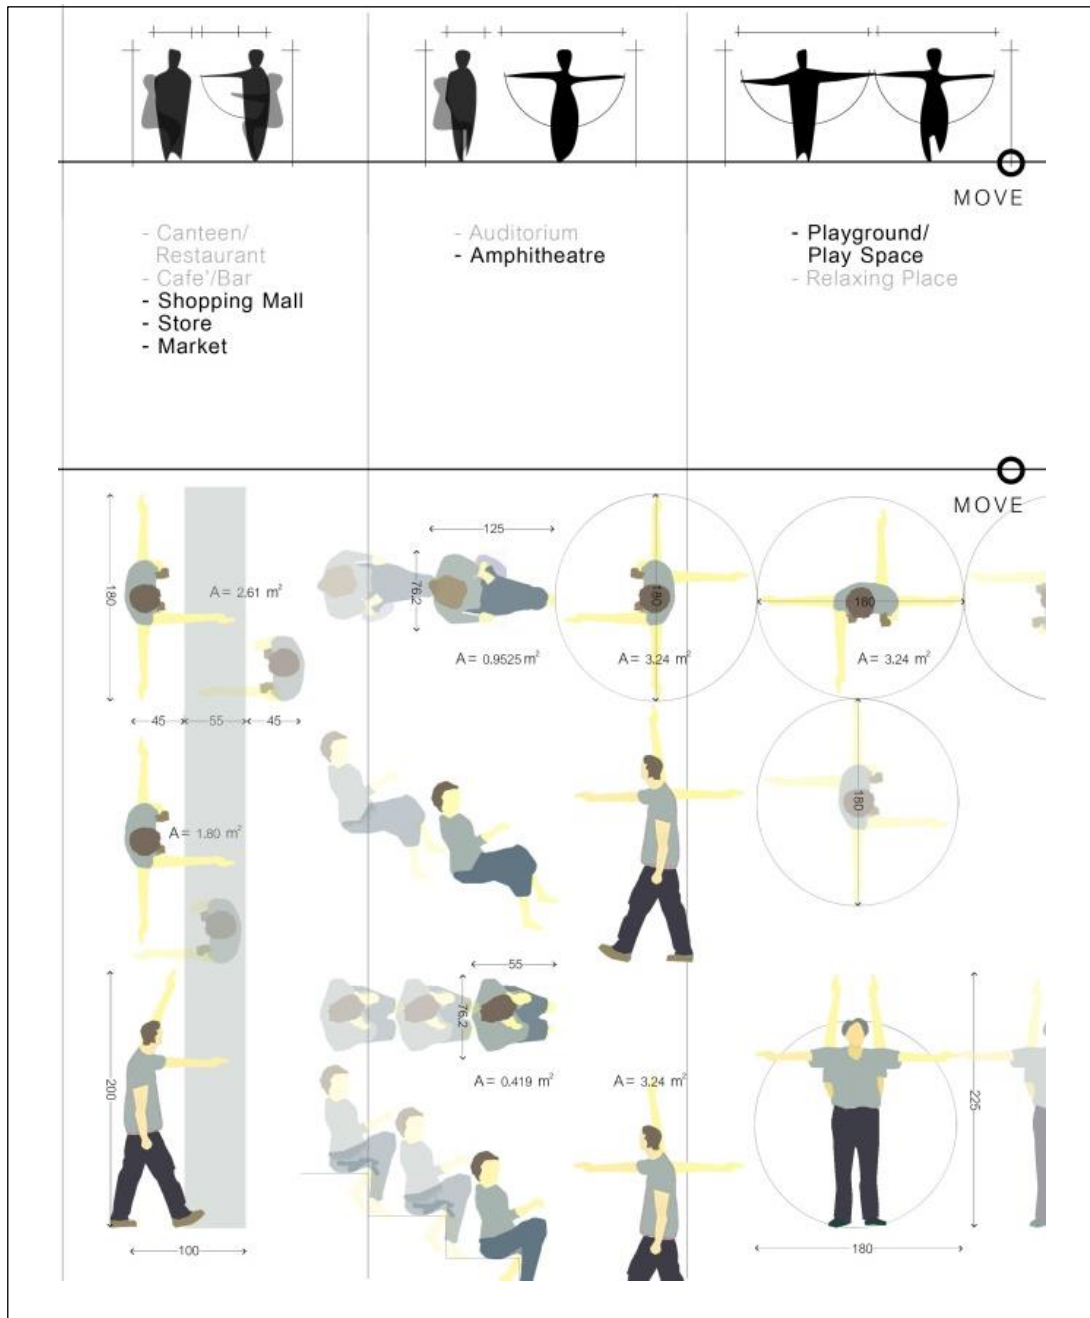 MOVE
- Canteen/
Restaurant
- Cafe'/Bar
- Shopping Mall
- Store
- Market
- Auditorium
- Amphitheatre
- Playground/
Play Space
- Relaxing Place
MOVE
180
A = 2.61 m²
45
55
45
A = 1.80 m²
200
100
125
76.2
A = 0.9525 m²
180
A = 3.24 m²
55
76.2
A = 0.419 m²
A = 3.24 m²
180
A = 3.24 m²
180
225
180